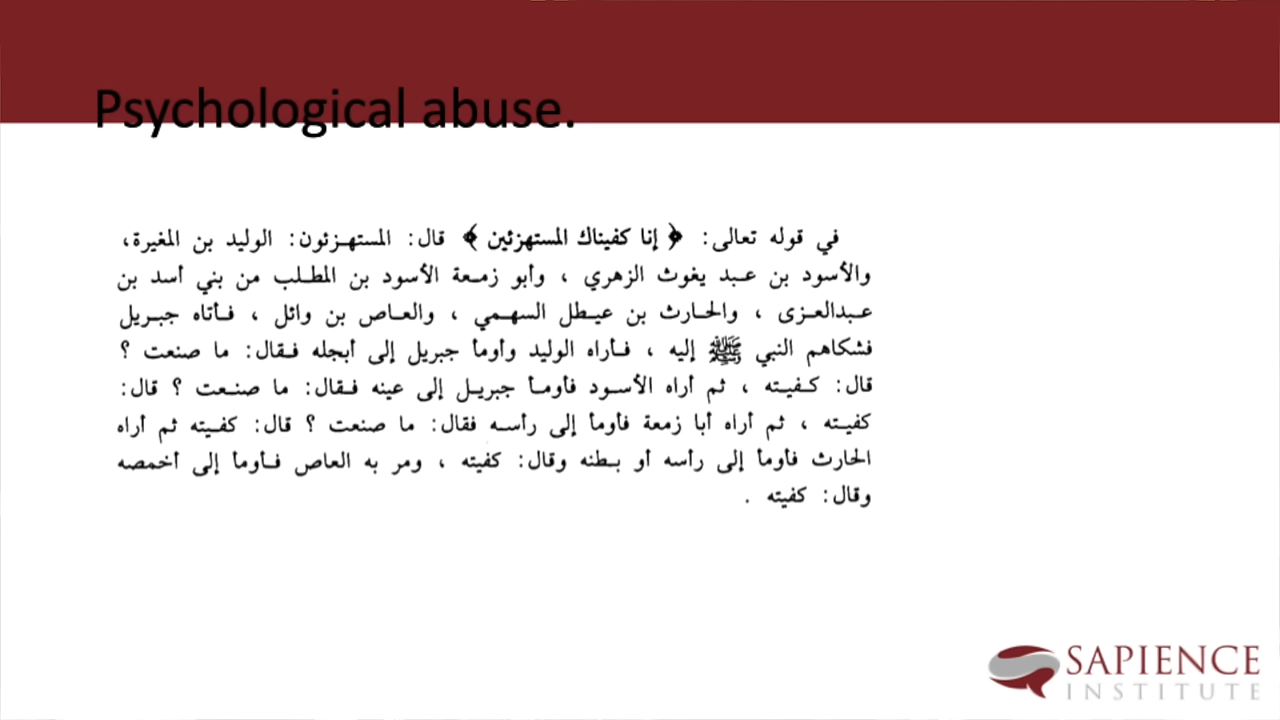 Psychological abuse.
في قوله تعالى: ﴿ إنا كفيناك المستهزئين ﴾ قال: المستهزئون: الوليد بن المغيرة،
والأسود بن عبد يغوث الزهري ، وأبو زمعة الأسود بن المطلب من بني أسد بن
عبدالعزى ، والحارث بن عيطل السهمي ، والعاص بن وائل ، فأتاه جبريل
فشكاهم النبي ﷺ إليه ، فأراه الوليد وأومأ جبريل إلى أبجله فقال: ما صنعت ؟
قال: كفيته ، ثم أراه الأسود فأومأ جبريل إلى عينه فقال: ما صنعت ؟ قال:
كفيته ، ثم أراه أبا زمعة فأومأ إلى رأسه فقال: ما صنعت ؟ قال: كفيته ثم أراه
الحارث فأومأ إلى رأسه أو بطنه وقال: كفيته ، ومر به العاص فأومأ إلى أخمصه
وقال: كفيته .
SAPIENCE
INSTITUTE